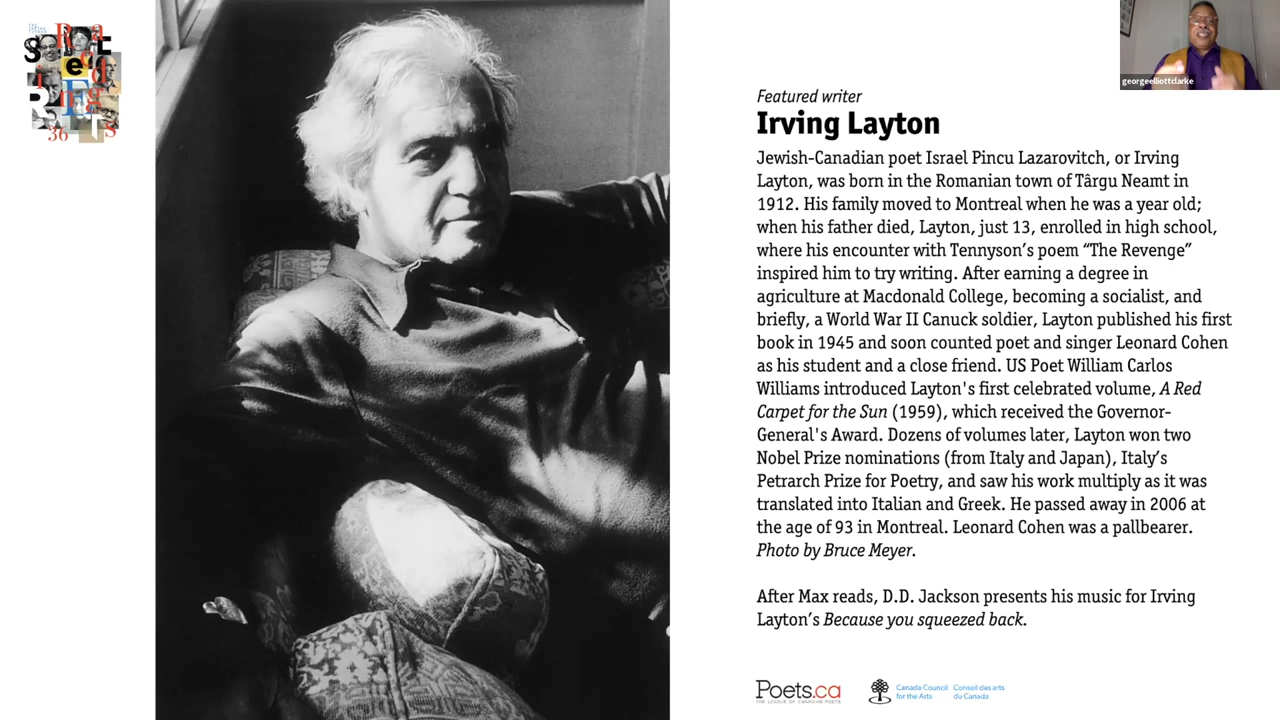 georgeelliottclarke
Featured writer
Irving Layton
Jewish-Canadian poet Israel Pincu Lazarovitch, or Irving
Layton, was born in the Romanian town of Târgu Neamt in
1912. His family moved to Montreal when he was a year old;
when his father died, Layton, just 13, enrolled in high school,
where his encounter with Tennyson’s poem “The Revenge”
inspired him to try writing. After earning a degree in
agriculture at Macdonald College, becoming a socialist, and
briefly, a World War II Canuck soldier, Layton published his first
book in 1945 and soon counted poet and singer Leonard Cohen
as his student and a close friend. US Poet William Carlos
Williams introduced Layton's first celebrated volume, A Red
Carpet for the Sun (1959), which received the Governor-
General's Award. Dozens of volumes later, Layton won two
Nobel Prize nominations (from Italy and Japan), Italy’s
Petrarch Prize for Poetry, and saw his work multiply as it was
translated into Italian and Greek. He passed away in 2006 at
the age of 93 in Montreal. Leonard Cohen was a pallbearer.
Photo by Bruce Meyer.
After Max reads, D.D. Jackson presents his music for Irving
Layton’s Because you squeezed back.
Poets.ca
THE LEAGUE OF CANADIAN POETS
Canada Council Conseil des arts
for the Arts du Canada
36